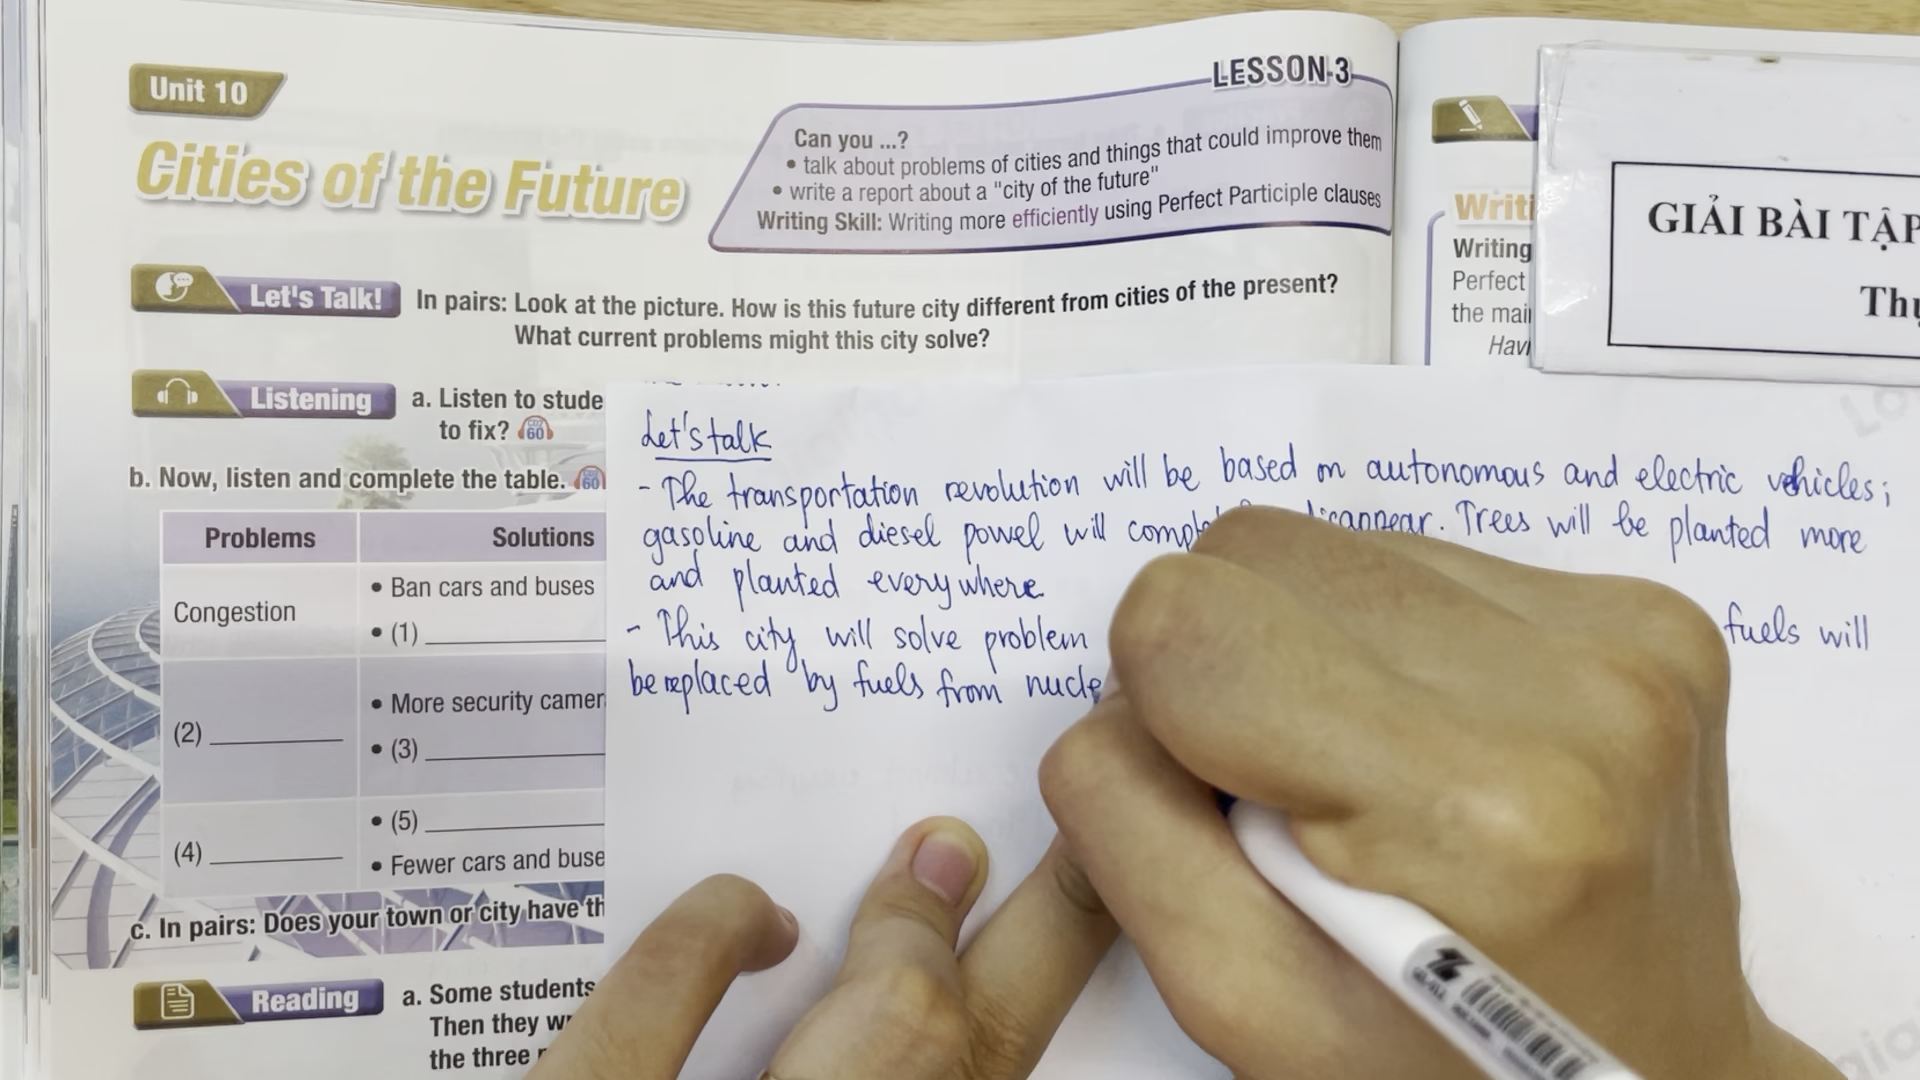 Unit 10
LESSON-3
Cities of the Future
Can you ...?
• talk about problems of cities and things that could improve them
• write a report about a "city of the future"
Writing Skill: Writing more efficiently using Perfect Participle clauses
Let's Talk!
In pairs: Look at the picture. How is this future city different from cities of the present?
What current problems might this city solve?
Listening
a. Listen to stude
to fix?
60
b. Now, listen and complete the table.
60
Problems
Solutions
Congestion
• Ban cars and buses
• (1)
(2)
• More security camer
• (3)
(4)
• (5)
• Fewer cars and buse
c. In pairs: Does your town or city have th
Reading
a. Some students
Then they w
the three
Writi
Writing
Perfect
the mai
Havi
GIẢI BÀI TẬP
Let's talk
- The transportation revolution will be based on autonomous and electric vehicles;
gasoline and diesel powel will disappear. Trees will be planted more
and planted everywhere
- This city will solve problem fuels will
be replaced by fuels from nucle